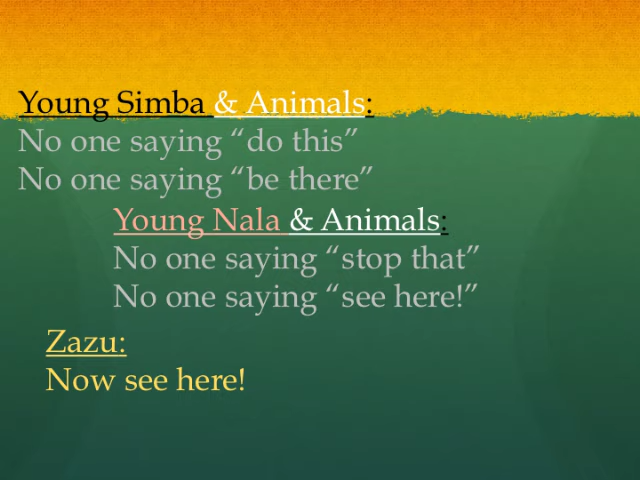 Young Simba & Animals:
No one saying “do this”
No one saying “be there”
Young Nala & Animals:
No one saying “stop that”
No one saying “see here!”
Zazu:
Now see here!